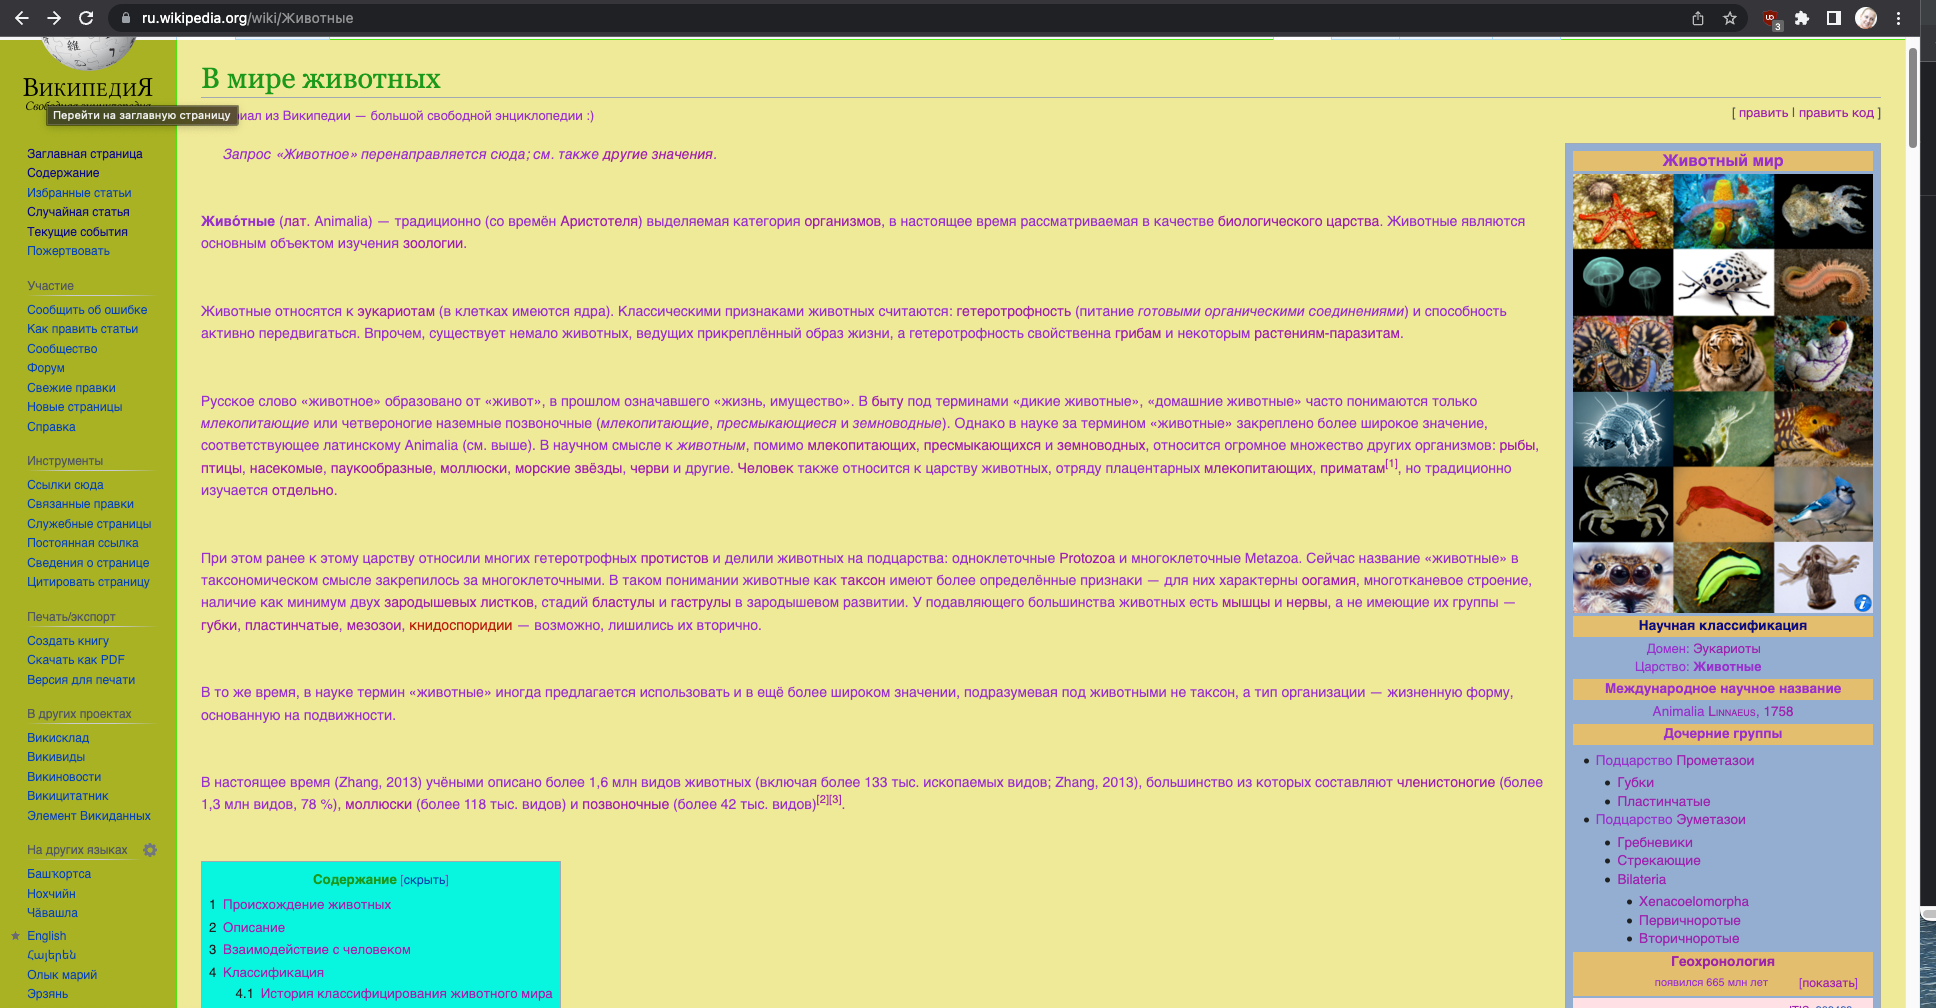 ru.wikipedia.org/wiki/Животные
3
ВикипедиЯ
Перейти на заглавную страницу
Заглавная страница
Содержание
Избранные статьи
Случайная статья
Текущие события
Пожертвовать
Участие
Сообщить об ошибке
Как править статьи
Сообщество
Форум
Свежие правки
Новые страницы
Справка
Инструменты
Ссылки сюда
Связанные правки
Служебные страницы
Постоянная ссылка
Сведения о странице
Цитировать страницу
Печать/экспорт
Создать книгу
Скачать как PDF
Версия для печати
В других проектах
Викисклад
Викивиды
Викиновости
Викицитатник
Элемент Викиданных
На других языках
Башҡортса
Нохчийн
Чӑвашла
English
Հայերեն
Олык марий
Эрзянь
В мире животных
из Википедии — большой свободной энциклопедии :)
[ править | править код ]
Запрос «Животное» перенаправляется сюда; см. также другие значения.
Живо́тные (лат. Animalia) — традиционно (со времён Аристотеля) выделяемая категория организмов, в настоящее время рассматриваемая в качестве биологического царства. Животные являются
основным объектом изучения зоологии.
Животные относятся к эукариотам (в клетках имеются ядра). Классическими признаками животных считаются: гетеротрофность (питание готовыми органическими соединениями) и способность
активно передвигаться. Впрочем, существует немало животных, ведущих прикреплённый образ жизни, а гетеротрофность свойственна грибам и некоторым растениям-паразитам.
Русское слово «животное» образовано от «живот», в прошлом означавшего «жизнь, имущество». В быту под терминами «дикие животные», «домашние животные» часто понимаются только
млекопитающие или четвероногие наземные позвоночные (млекопитающие, пресмыкающиеся и земноводные). Однако в науке за термином «животные» закреплено более широкое значение,
соответствующее латинскому Animalia (см. выше). В научном смысле к животным, помимо млекопитающих, пресмыкающихся и земноводных, относится огромное множество других организмов: рыбы,
птицы, насекомые, паукообразные, моллюски, морские звёзды, черви и другие. Человек также относится к царству животных, отряду плацентарных млекопитающих, приматам[1], но традиционно
изучается отдельно.
При этом ранее к этому царству относили многих гетеротрофных протистов и делили животных на подцарства: одноклеточные Protozoa и многоклеточные Metazoa. Сейчас название «животные» в
таксономическом смысле закрепилось за многоклеточными. В таком понимании животные как таксон имеют более определённые признаки — для них характерны оогамия, многотканевое строение,
наличие как минимум двух зародышевых листков, стадий бластулы и гаструлы в зародышевом развитии. У подавляющего большинства животных есть мышцы и нервы, а не имеющие их группы —
губки, пластинчатые, мезозои, книдоспоридии — возможно, лишились их вторично.
В то же время, в науке термин «животные» иногда предлагается использовать и в ещё более широком значении, подразумевая под животными не таксон, а тип организации — жизненную форму,
основанную на подвижности.
В настоящее время (Zhang, 2013) учёными описано более 1,6 млн видов животных (включая более 133 тыс. ископаемых видов; Zhang, 2013), большинство из которых составляют членистоногие (более
1,3 млн видов, 78 %), моллюски (более 118 тыс. видов) и позвоночные (более 42 тыс. видов)[2][3].
Содержание [скрыть]
1 Происхождение животных
2 Описание
3 Взаимодействие с человеком
4 Классификация
4.1 История классифицирования животного мира
Животный мир
Научная классификация
Домен: Эукариоты
Царство: Животные
Международное научное название
Animalia Linnaeus, 1758
Дочерние группы
Подцарство Прометазои
Губки
Пластинчатые
Подцарство Эуметазои
Гребневики
Стрекающие
Bilateria
Xenacoelomorpha
Первичноротые
Вторичноротые
Геохронология
появился 665 млн лет [показать]